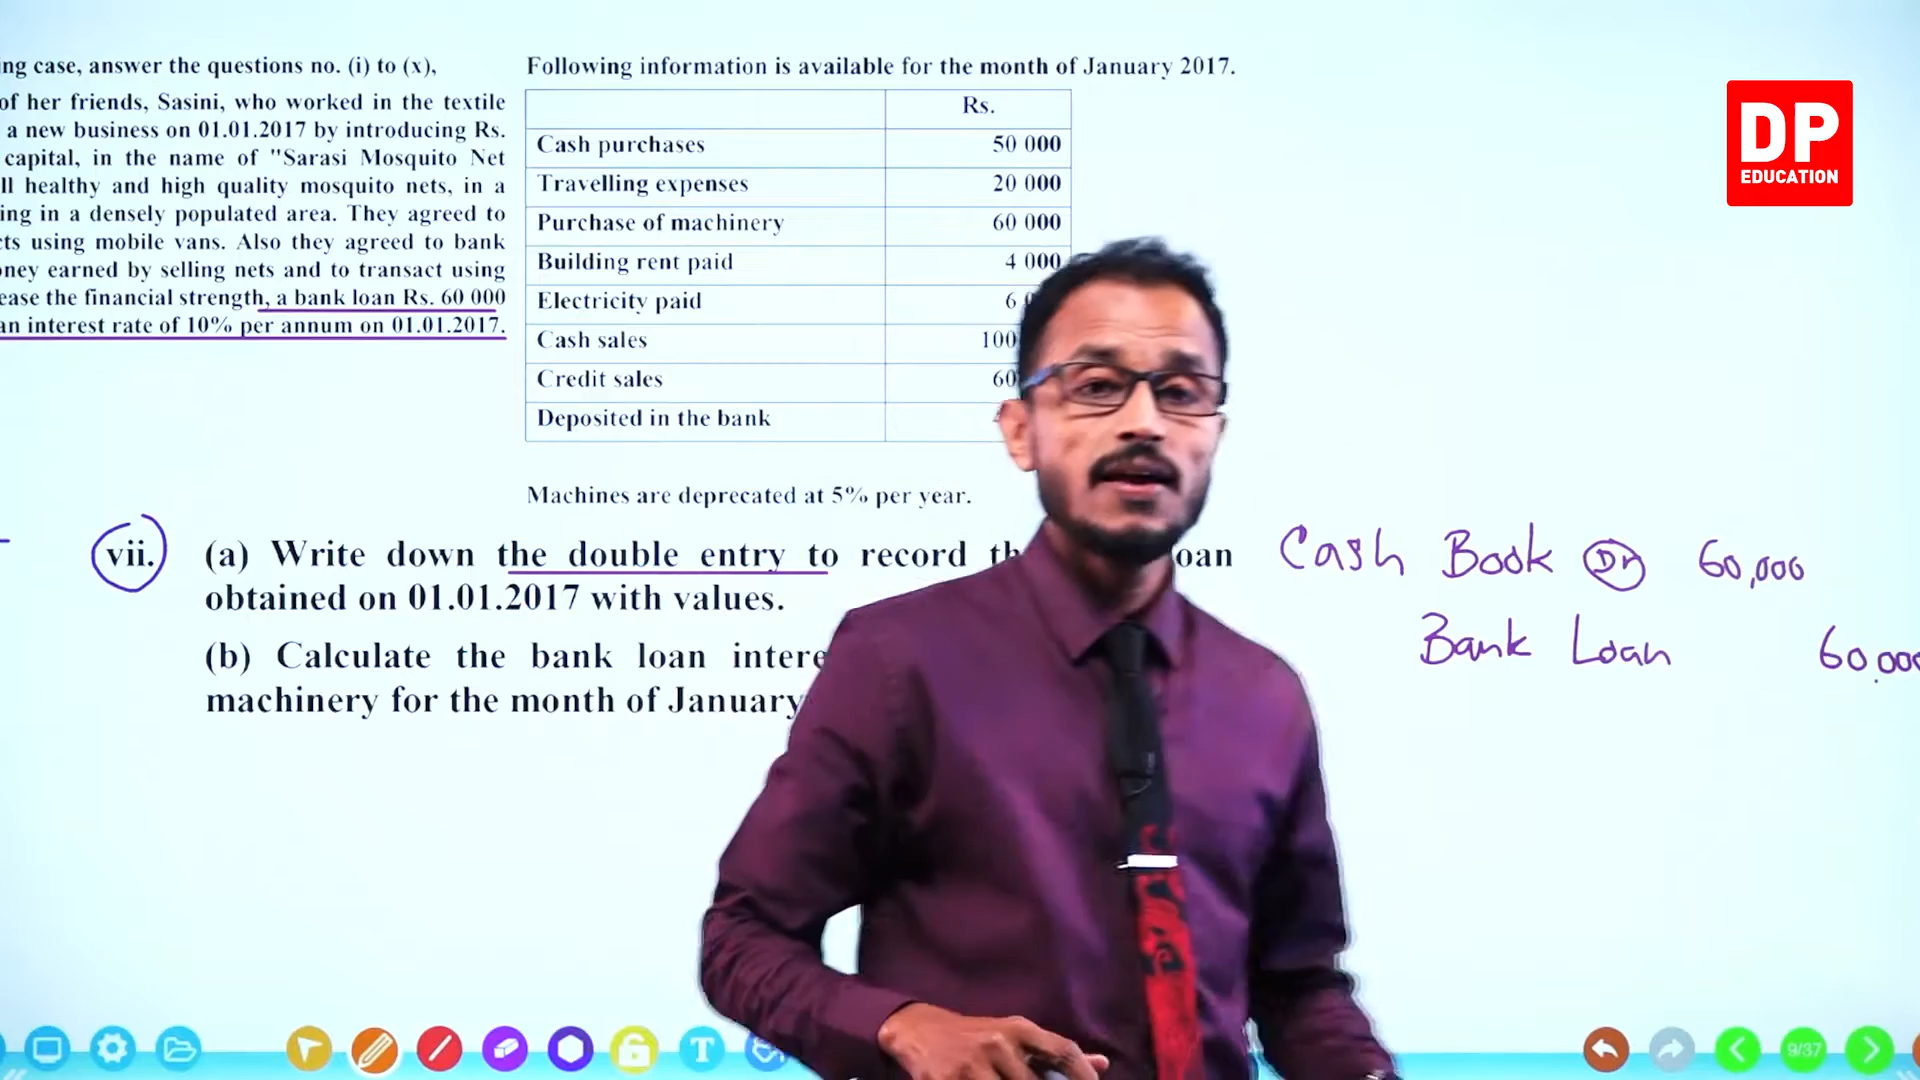 ing case, answer the questions no. (i) to (x),
of her friends, Sasini, who worked in the textile
a new business on 01.01.2017 by introducing Rs.
capital, in the name of "Sarasi Mosquito Net
ll healthy and high quality mosquito nets, in a
ing in a densely populated area. They agreed to
cts using mobile vans. Also they agreed to bank
oney earned by selling nets and to transact using
ease the financial strength, a bank loan Rs. 60 000
an interest rate of 10% per annum on 01.01.2017.
Following information is available for the month of January 2017.
Rs.
Cash purchases 50 000
Travelling expenses 20 000
Purchase of machinery 60 000
Building rent paid 4 000
Electricity paid 6
Cash sales 100
Credit sales 60
Deposited in the bank
Machines are deprecated at 5% per year.
vii. (a) Write down the double entry to record th oan
obtained on 01.01.2017 with values.
(b) Calculate the bank loan intere
machinery for the month of January
Cash Book Dr 60,000
Bank Loan 60,000
DP
EDUCATION
T
9/37